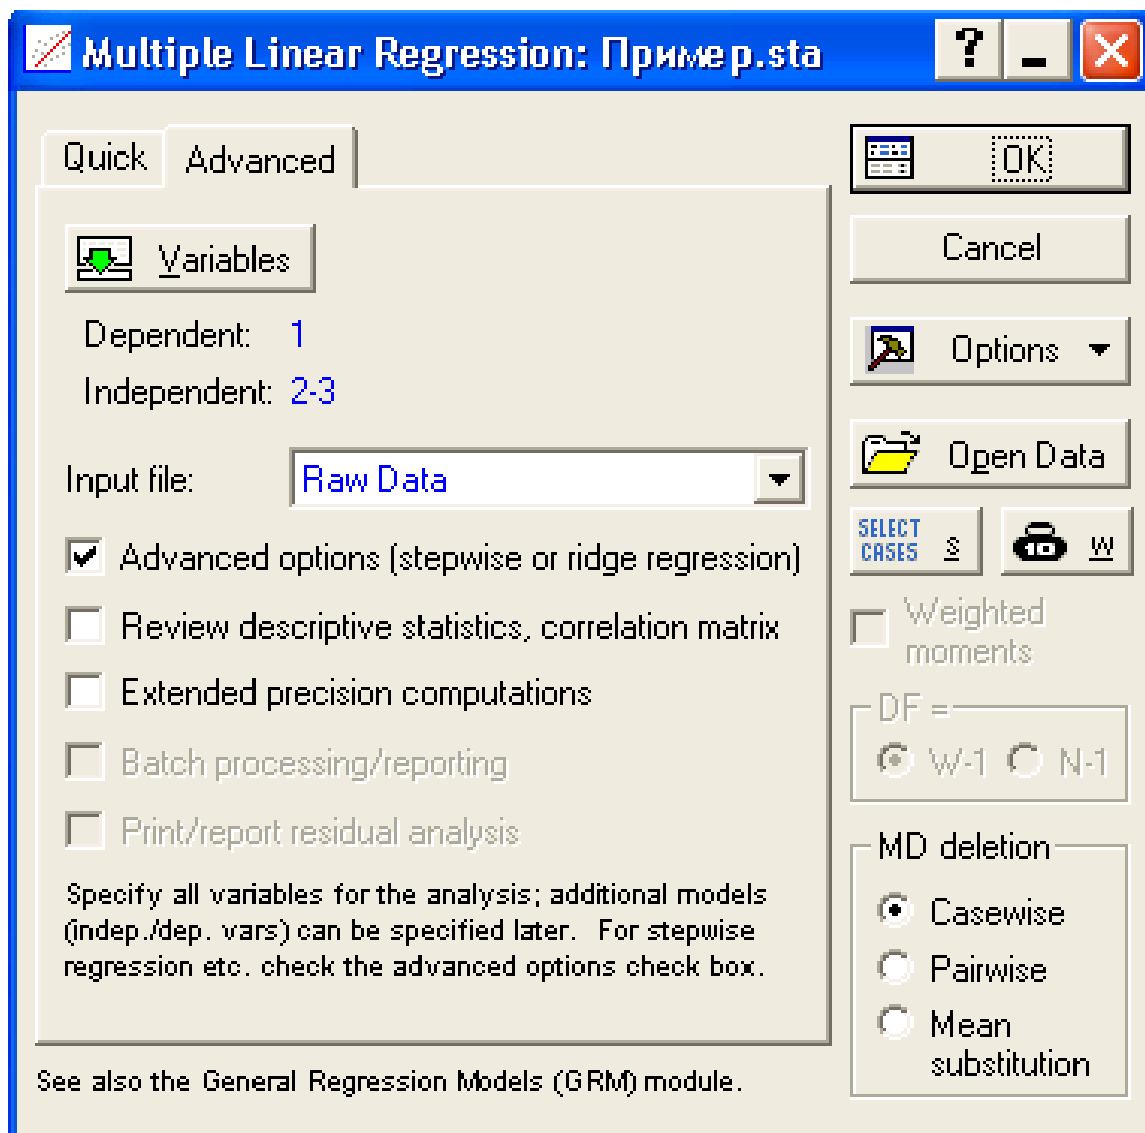 Multiple Linear Regression: Пример.sta
?
Quick
Advanced
Variables
Dependent: 1
Independent: 2-3
Input file: Raw Data
Advanced options (stepwise or ridge regression)
Review descriptive statistics, correlation matrix
Extended precision computations
Batch processing/reporting
Print/report residual analysis
Specify all variables for the analysis; additional models
(indep./dep. vars) can be specified later. For stepwise
regression etc. check the advanced options check box.
See also the General Regression Models (GRM) module.
OK
Cancel
Options
Open Data
SELECT
CASES
S
10
W
Weighted
moments
DF =
W-1
N-1
MD deletion
Casewise
Pairwise
Mean
substitution